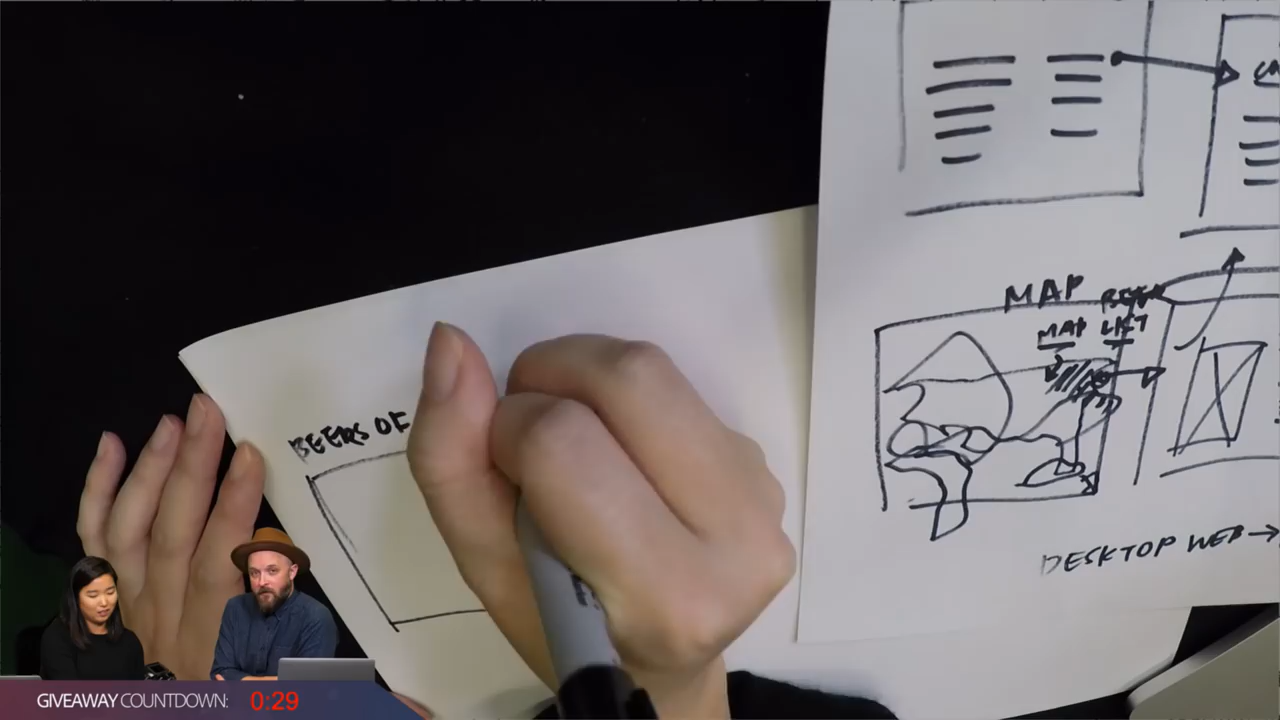 MAP
MAP LIST
BEERS OF
DESKTOP WEB →
GIVEAWAY COUNTDOWN: 0:29